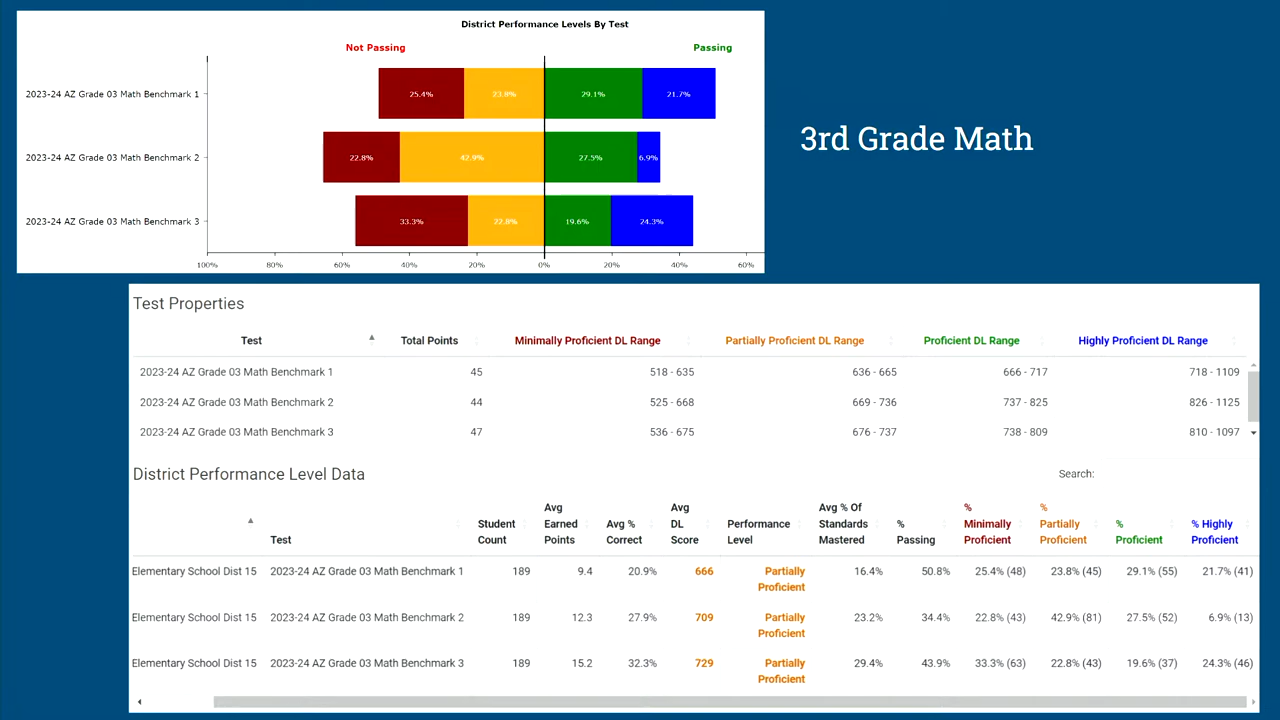 District Performance Levels By Test
Not Passing Passing
2023-24 AZ Grade 03 Math Benchmark 1 25.4% 23.8% 29.1% 21.7%
2023-24 AZ Grade 03 Math Benchmark 2 22.8% 42.9% 27.5% 6.9%
2023-24 AZ Grade 03 Math Benchmark 3 33.3% 22.8% 19.6% 24.3%
100% 80% 60% 40% 20% 0% 20% 40% 60%
3rd Grade Math
Test Properties
Test Total Points Minimally Proficient DL Range Partially Proficient DL Range Proficient DL Range Highly Proficient DL Range
2023-24 AZ Grade 03 Math Benchmark 1 45 518 - 635 636 - 665 666 - 717 718 - 1109
2023-24 AZ Grade 03 Math Benchmark 2 44 525 - 668 669 - 736 737 - 825 826 - 1125
2023-24 AZ Grade 03 Math Benchmark 3 47 536 - 675 676 - 737 738 - 809 810 - 1097
District Performance Level Data Search:
Avg Avg Avg % Of % %
Student Earned Avg % DL Performance Standards % Minimally Partially % % Highly
Test Count Points Correct Score Level Mastered Passing Proficient Proficient Proficient Proficient
Elementary School Dist 15 2023-24 AZ Grade 03 Math Benchmark 1 189 9.4 20.9% 666 Partially 16.4% 50.8% 25.4% (48) 23.8% (45) 29.1% (55) 21.7% (41)
Proficient
Elementary School Dist 15 2023-24 AZ Grade 03 Math Benchmark 2 189 12.3 27.9% 709 Partially 23.2% 34.4% 22.8% (43) 42.9% (81) 27.5% (52) 6.9% (13)
Proficient
Elementary School Dist 15 2023-24 AZ Grade 03 Math Benchmark 3 189 15.2 32.3% 729 Partially 29.4% 43.9% 33.3% (63) 22.8% (43) 19.6% (37) 24.3% (46)
Proficient